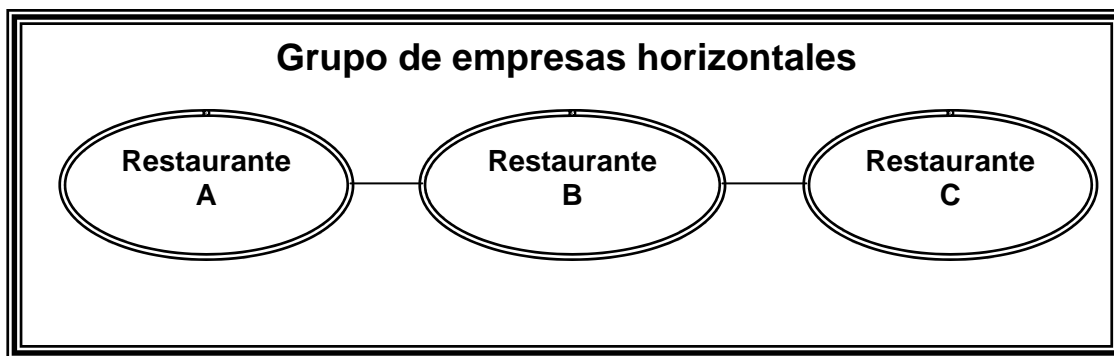 Grupo de empresas horizontales
Restaurante
A
Restaurante
B
Restaurante
C